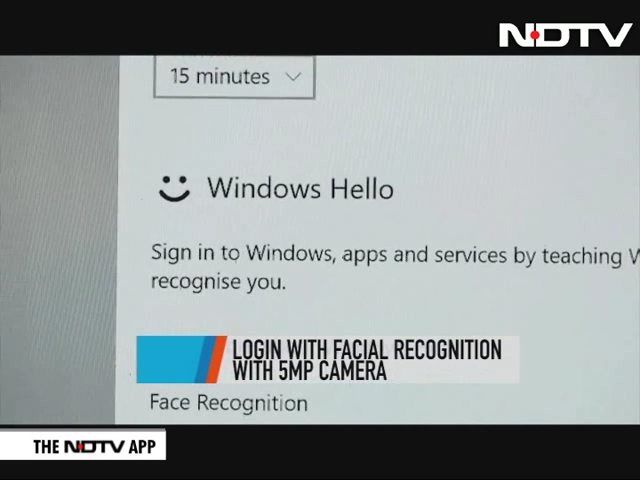 NDTV
15 minutes
Windows Hello
Sign in to Windows, apps and services by teaching
recognise you.
LOGIN WITH FACIAL RECOGNITION
WITH 5MP CAMERA
Face Recognition
THE NDTV APP